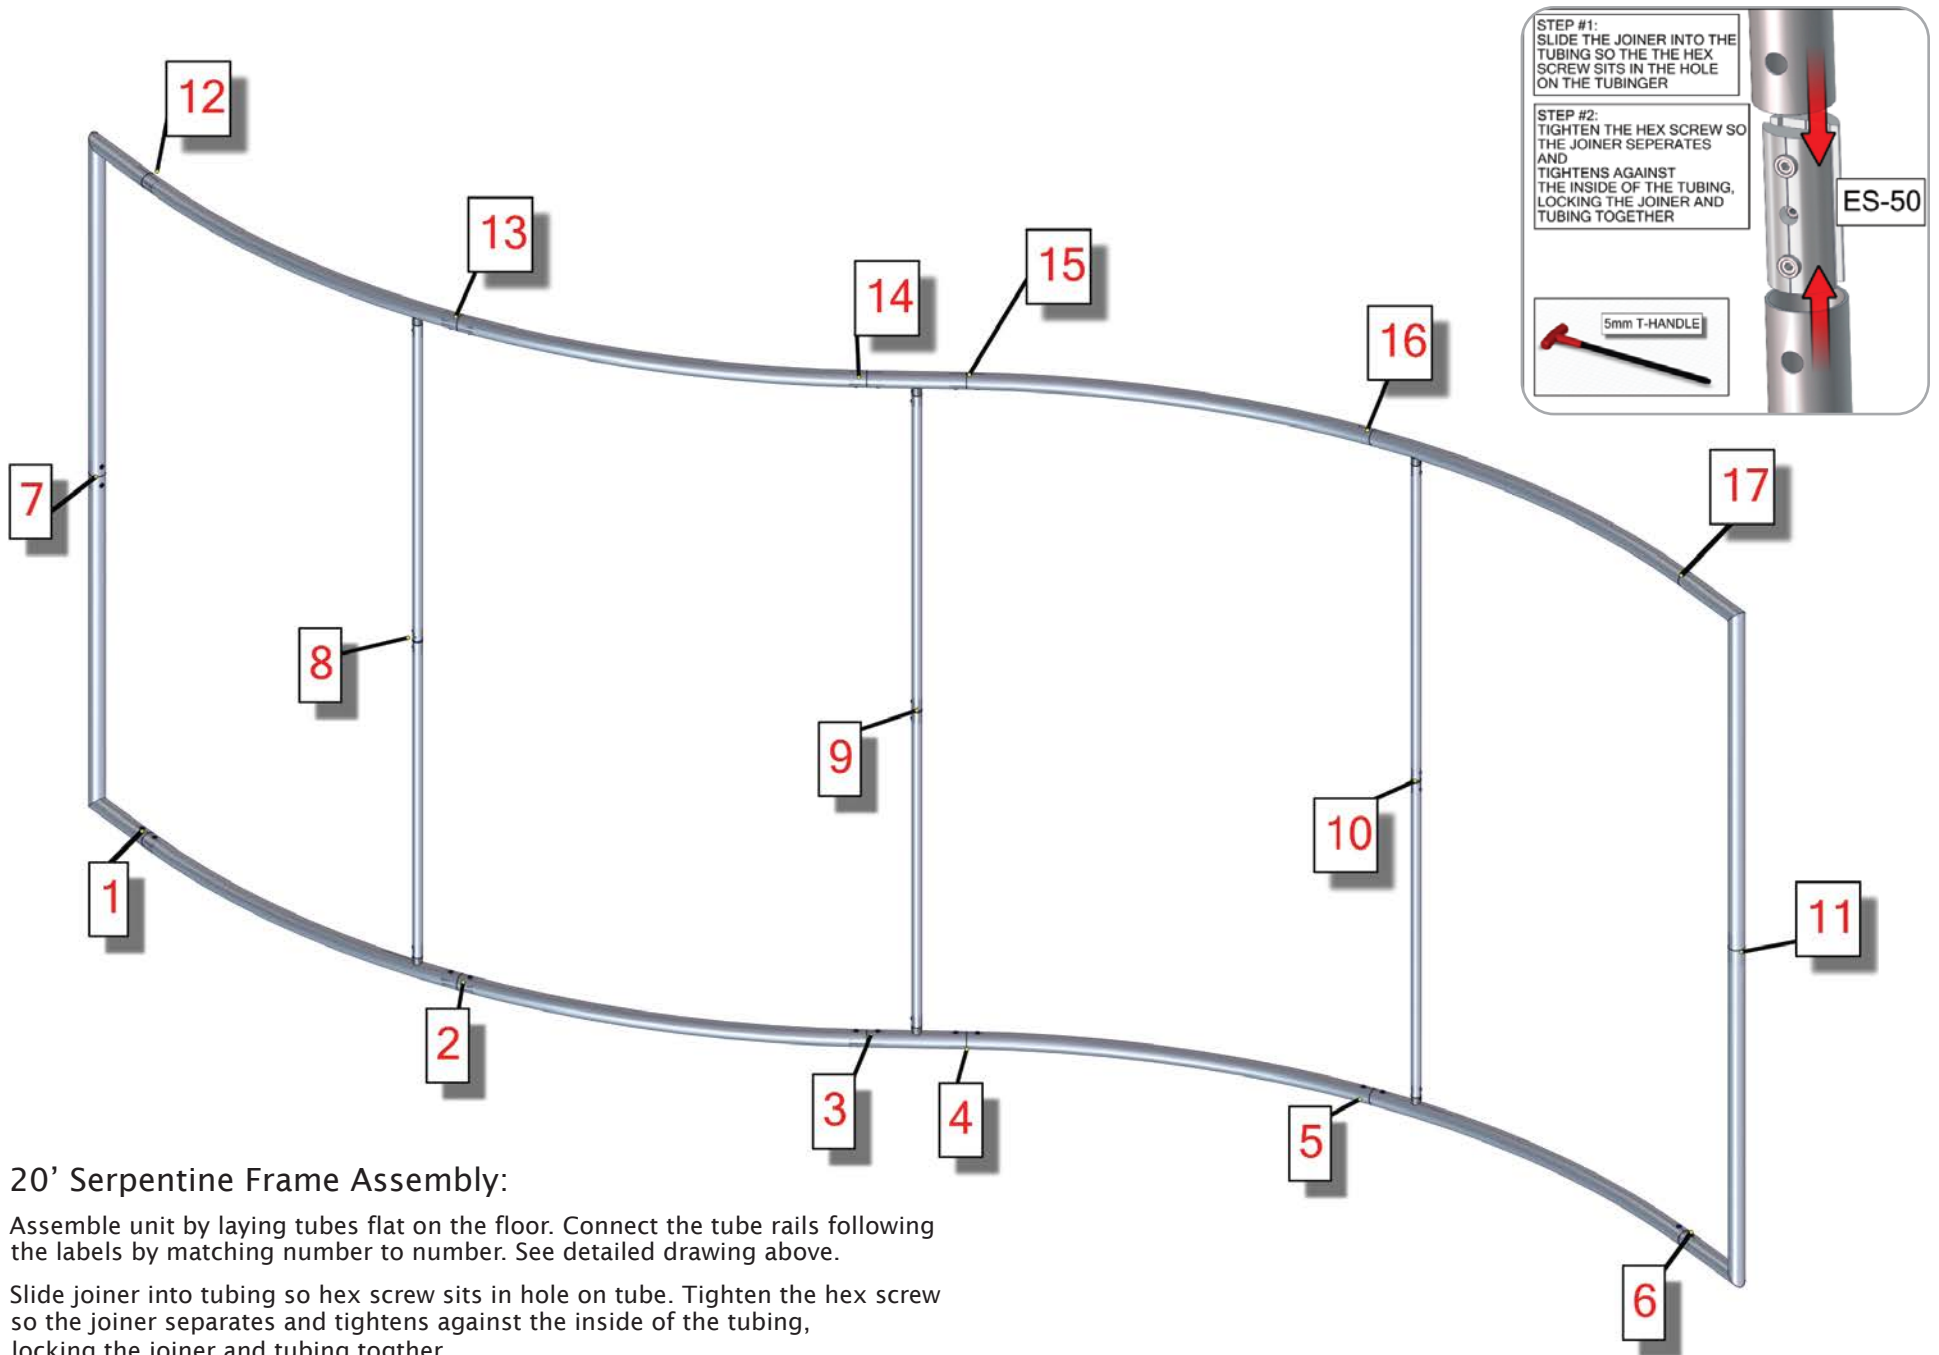 STEP #1:
SLIDE THE JOINER INTO THE
TUBING SO THE THE HEX
SCREW SITS IN THE HOLE
ON THE TUBINGER
STEP #2:
TIGHTEN THE HEX SCREW SO
THE JOINER SEPERATES
AND
TIGHTENS AGAINST
THE INSIDE OF THE TUBING,
LOCKING THE JOINER AND
TUBING TOGETHER
ES-50
5mm T-HANDLE
12
13
14
15
16
17
7
8
9
10
11
1
2
3
4
5
6
20’ Serpentine Frame Assembly:
Assemble unit by laying tubes flat on the floor. Connect the tube rails following
the labels by matching number to number. See detailed drawing above.
Slide joiner into tubing so hex screw sits in hole on tube. Tighten the hex screw
so the joiner separates and tightens against the inside of the tubing,
locking the joiner and tubing togther